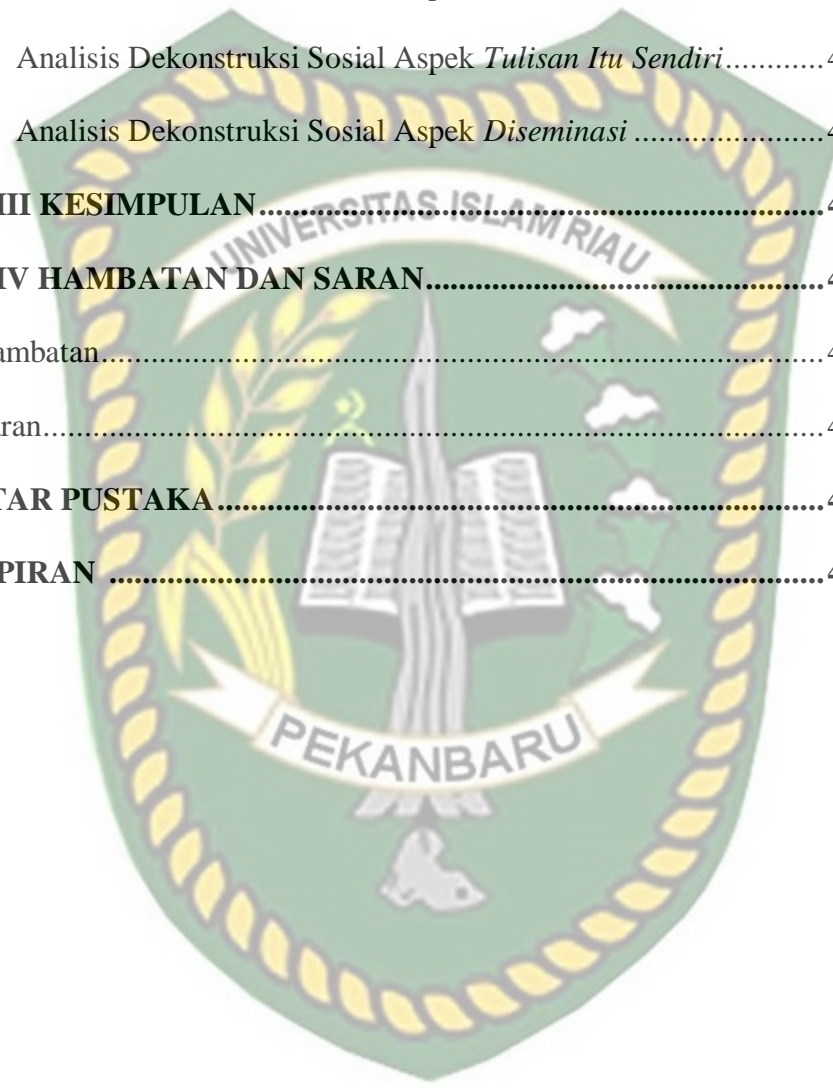 Analisis Dekonstruksi Sosial Aspek Tulisan Itu Sendiri............4
Analisis Dekonstruksi Sosial Aspek Diseminasi ......................4
III KESIMPULAN..................................................................4
IV HAMBATAN DAN SARAN...............................................4
ambatan....................................................................................4
ran............................................................................................4
TAR PUSTAKA......................................................................4
PIRAN ...................................................................................4
UNIVERSITAS ISLAM RIAU
PEKANBARU